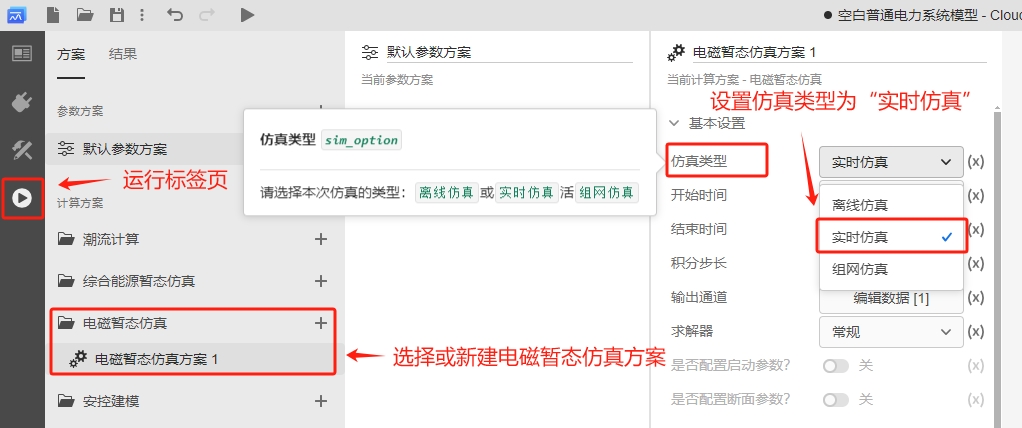 空白普通电力系统模型 - Clou
方案 结果
参数方案
默认参数方案
运行标签页
计算方案
潮流计算
综合能源暂态仿真
电磁暂态仿真
电磁暂态仿真方案 1
安控建模
选择或新建电磁暂态仿真方案
默认参数方案
当前参数方案
仿真类型 sim_option
请选择本次仿真的类型： 离线仿真 或 实时仿真 活 组网仿真
电磁暂态仿真方案 1
当前计算方案 - 电磁暂态仿真
设置仿真类型为“实时仿真”
基本设置
仿真类型 实时仿真 (x)
离线仿真
实时仿真
组网仿真
开始时间 (x)
结束时间 (x)
积分步长 (x)
输出通道 编辑数据 [1] (x)
求解器 常规 (x)
是否配置启动参数? 关 (x)
是否配置断面参数? 关 (x)